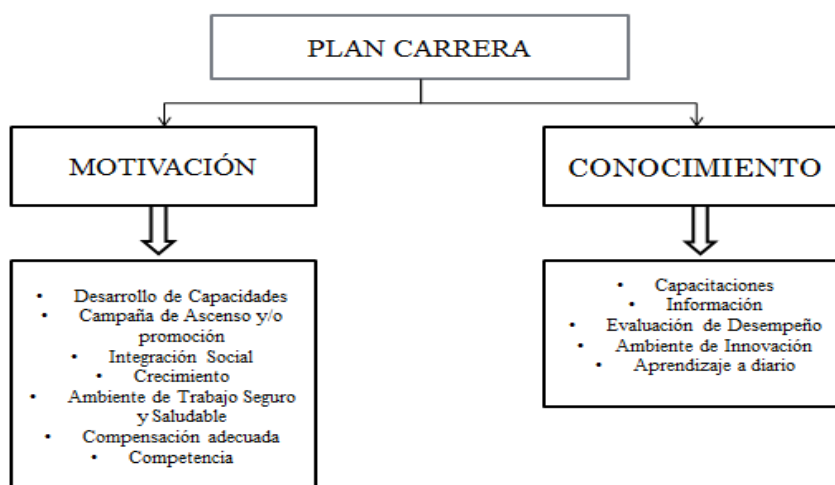 PLAN CARRERA
MOTIVACIÓN
CONOCIMIENTO
• Desarrollo de Capacidades
• Campaña de Ascenso y/o
promoción
• Integración Social
• Crecimiento
• Ambiente de Trabajo Seguro
y Saludable
• Compensación adecuada
• Competencia
• Capacitaciones
• Información
• Evaluación de Desempeño
• Ambiente de Innovación
• Aprendizaje a diario